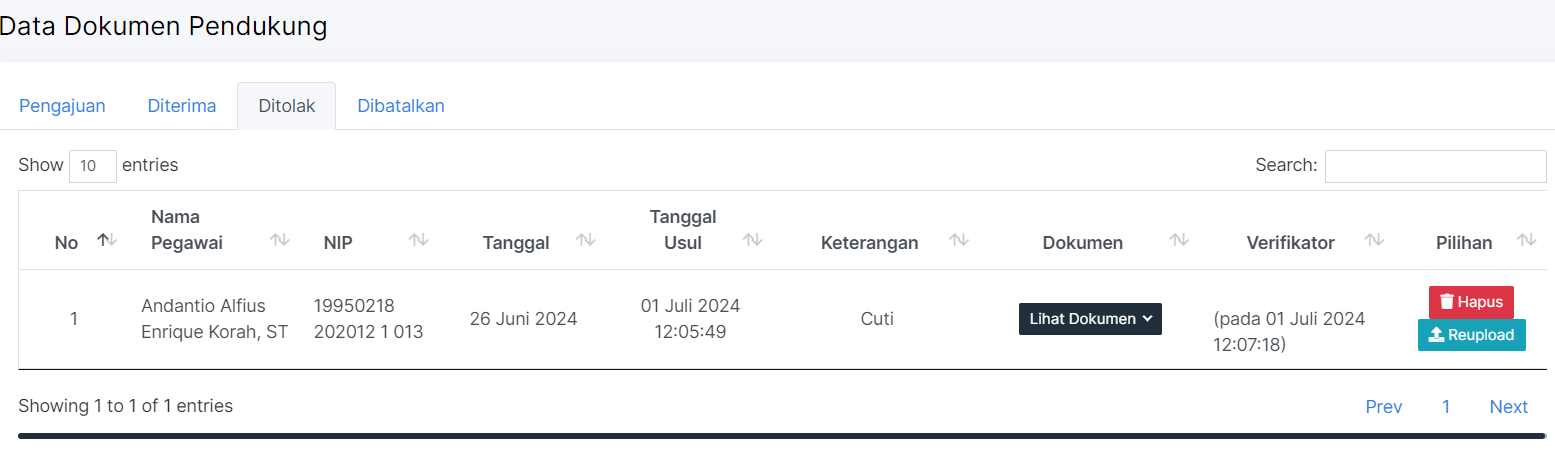 Data Dokumen Pendukung
Pengajuan Diterima Ditolak Dibatalkan
Show 10 entries Search:
No Nama Pegawai NIP Tanggal Tanggal Usul Keterangan Dokumen Verifikator Pilihan
1 Andantio Alfius Enrique Korah, ST 19950218 202012 1 013 26 Juni 2024 01 Juli 2024 12:05:49 Cuti Lihat Dokumen (pada 01 Juli 2024 12:07:18) Hapus Reupload
Showing 1 to 1 of 1 entries Prev 1 Next